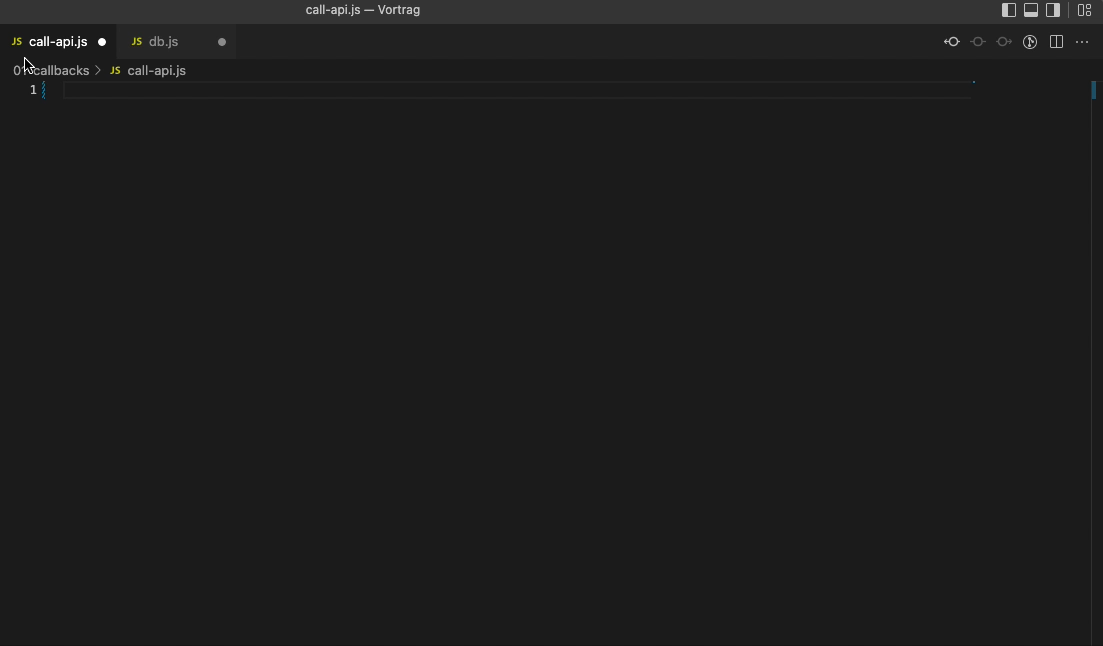 call-api.js — Vortrag
JS call-api.js JS db.js
callbacks > JS call-api.js
1